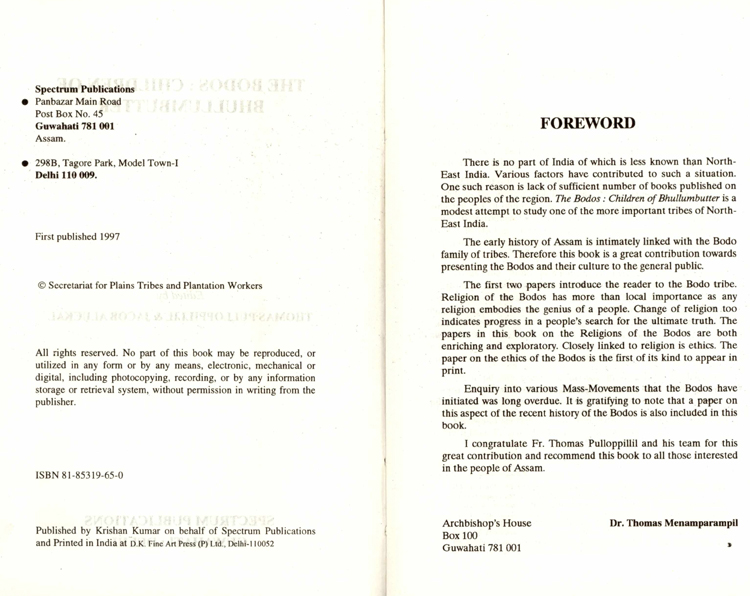 Spectrum Publications
● Panbazar Main Road
Post Box No. 45
Guwahati 781 001
Assam.
● 298B, Tagore Park, Model Town-I
Delhi 110 009.
First published 1997
© Secretariat for Plains Tribes and Plantation Workers
All rights reserved. No part of this book may be reproduced, or
utilized in any form or by any means, electronic, mechanical or
digital, including photocopying, recording, or by any information
storage or retrieval system, without permission in writing from the
publisher.
ISBN 81-85319-65-0
Published by Krishan Kumar on behalf of Spectrum Publications
and Printed in India at D.K. Fine Art Press (P) Ltd., Delhi-110052
FOREWORD
There is no part of India of which is less known than North-
East India. Various factors have contributed to such a situation.
One such reason is lack of sufficient number of books published on
the peoples of the region. The Bodos : Children of Bhullumbutter is a
modest attempt to study one of the more important tribes of North-
East India.
The early history of Assam is intimately linked with the Bodo
family of tribes. Therefore this book is a great contribution towards
presenting the Bodos and their culture to the general public.
The first two papers introduce the reader to the Bodo tribe.
Religion of the Bodos has more than local importance as any
religion embodies the genius of a people. Change of religion too
indicates progress in a people's search for the ultimate truth. The
papers in this book on the Religions of the Bodos are both
enriching and exploratory. Closely linked to religion is ethics. The
paper on the ethics of the Bodos is the first of its kind to appear in
print.
Enquiry into various Mass-Movements that the Bodos have
initiated was long overdue. It is gratifying to note that a paper on
this aspect of the recent history of the Bodos is also included in this
book.
I congratulate Fr. Thomas Pulloppillil and his team for this
great contribution and recommend this book to all those interested
in the people of Assam.
Archbishop's House Dr. Thomas Menamparampil
Box 100
Guwahati 781 001